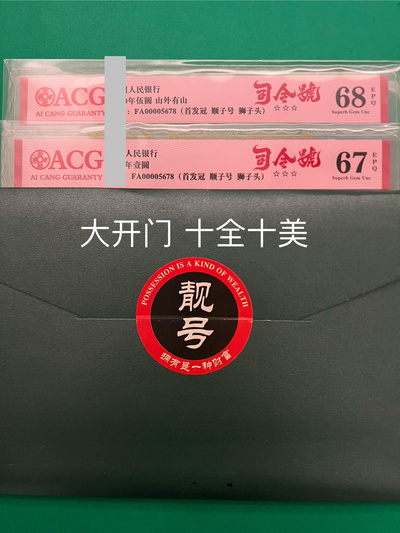 ACG
AI CANG GUARANTY
国人民银行
年伍圆 山外有山
: FA00005678 (首发冠 顺子号 狮子头)
司令號
☆☆☆
68 EPQ
Superb Gem Unc
ACG
AI CANG GUARANTY
人民银行
年壹圆
FA00005678 (首发冠 顺子号 狮子头)
司令號
☆☆☆
67 EPQ
Superb Gem Unc
大开门 十全十美
POSSESSION IS A KIND OF WEALTH
靓号
拥有是一种财富